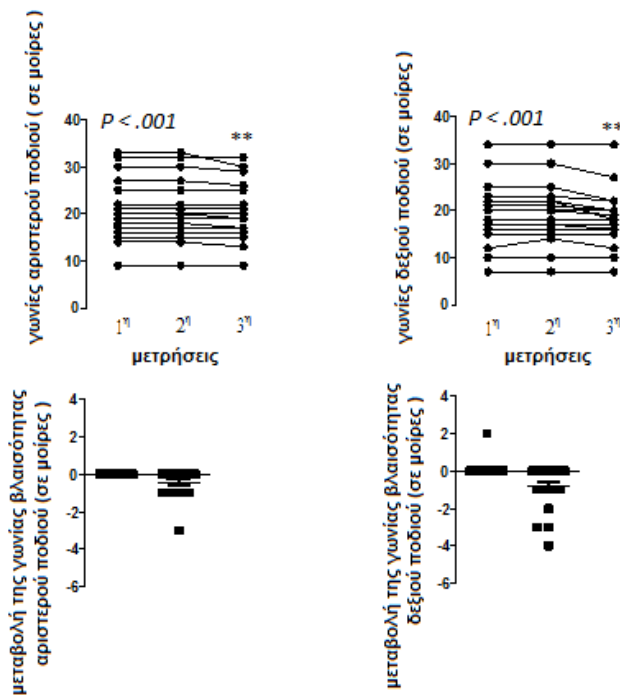 γωνίες αριστερού ποδιού ( σε μοίρες )
P < .001
**
40
30
20
10
0
1η 2η 3η
μετρήσεις
γωνίες δεξιού ποδιού (σε μοίρες )
P < .001
**
40
30
20
10
0
1η 2η 3η
μετρήσεις
μεταβολή της γωνίας βλαισότητας
αριστερού ποδιού (σε μοίρες )
4
2
0
-2
-4
-6
μεταβολή της γωνίας βλαισότητας
δεξιού ποδιού (σε μοίρες )
4
2
0
-2
-4
-6